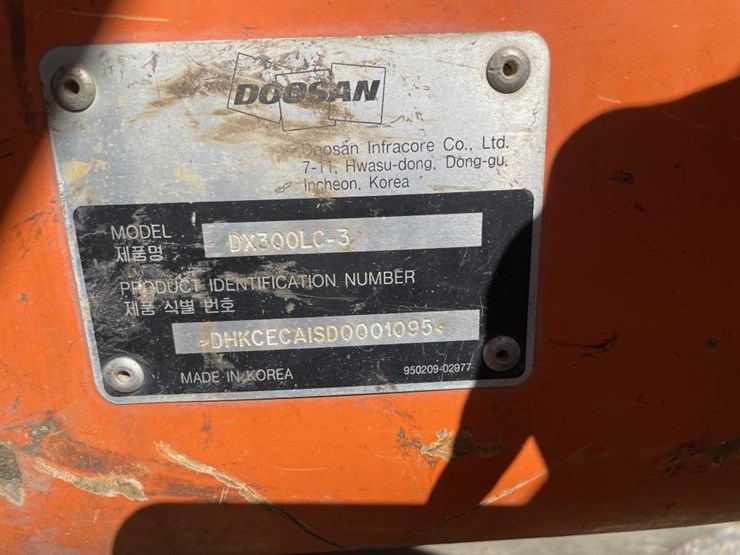 DOOSAN
Doosan Infracore Co., Ltd.
7-11, Hwasu-dong, Dong-gu,
Incheon, Korea
MODEL DX300LC-3
제품명
PRODUCT IDENTIFICATION NUMBER
제품 식별 번호
>DHKCECAISD0001095<
MADE IN KOREA 950209-02977